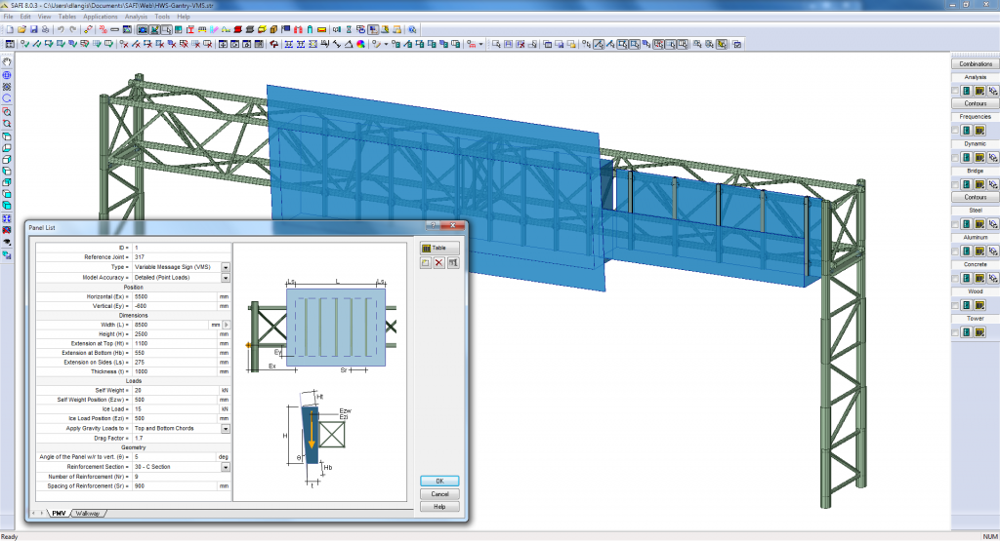 SAFI 8.0.3 - C:\Users\dlangis\Documents\SAFI\Web\HWS-Gantry-VMS.str
File Edit View Tables Applications Analysis Tools Help
Combinations
Analysis
Contours
Frequencies
Dynamic
Bridge
Contours
Steel
Aluminum
Concrete
Wood
Tower
Panel List
ID = 1
Reference Joint = 317
Type = Variable Message Sign (VMS)
Model Accuracy = Detailed (Point Loads)
Position
Horizontal (Ex) = 5500 mm
Vertical (Ey) = -600 mm
Dimensions
Width (L) = 8500 mm
Height (H) = 2500 mm
Extension at Top (Ht) = 1100 mm
Extension at Bottom (Hb) = 550 mm
Extension on Sides (Ls) = 275 mm
Thickness (t) = 1000 mm
Loads
Self Weight = 20 kN
Self Weight Position (Ezw) = 500 mm
Ice Load = 15 kN
Ice Load Position (Ezi) = 500 mm
Apply Gravity Loads to = Top and Bottom Chords
Drag Factor = 1.7
Geometry
Angle of the Panel w/r to vert. (θ) = 5 deg
Reinforcement Section = 30 - C Section
Number of Reinforcement (Nr) = 9
Spacing of Reinforcement (Sr) = 900 mm
PMV Walkway
Ls L Ls
Ey
Ex
Sr
Ht
Ezw
Ezi
H
θ
Hb
t
Table
OK
Cancel
Help
Ready NUM